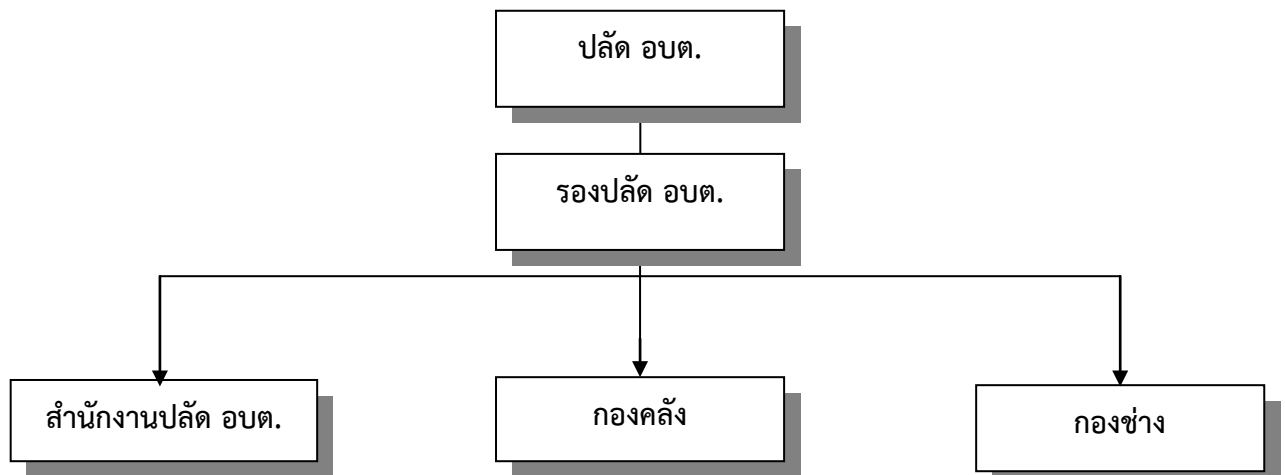 ปลัด อบต.
รองปลัด อบต.
สำนักงานปลัด อบต.
กองคลัง
กองช่าง